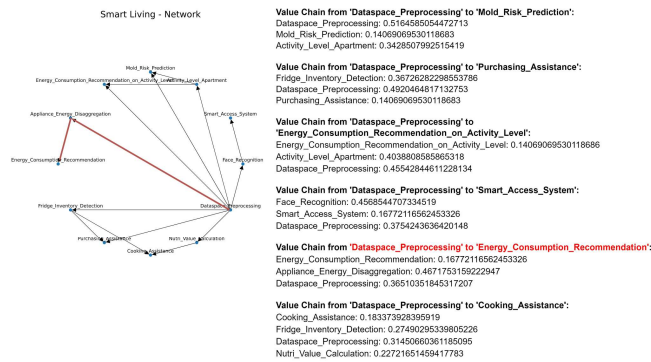 Smart Living - Network
Mold_Risk_Prediction
Energy_Consumption_Recommendation_on_Activity_Level
Activity_Level_Apartment
Appliance_Energy_Disaggregation
Smart_Access_System
Energy_Consumption_Recommendation
Face_Recognition
Fridge_Inventory_Detection
Dataspace_Preprocessing
Purchasing_Assistance
Nutri_Value_Calculation
Cooking_Assistance
Value Chain from 'Dataspace_Preprocessing' to 'Mold_Risk_Prediction':
Dataspace_Preprocessing: 0.5164585054472713
Mold_Risk_Prediction: 0.14069069530118683
Activity_Level_Apartment: 0.3428507992515419
Value Chain from 'Dataspace_Preprocessing' to 'Purchasing_Assistance':
Fridge_Inventory_Detection: 0.36726282298553786
Dataspace_Preprocessing: 0.4920464817132753
Purchasing_Assistance: 0.14069069530118683
Value Chain from 'Dataspace_Preprocessing' to
'Energy_Consumption_Recommendation_on_Activity_Level':
Energy_Consumption_Recommendation_on_Activity_Level: 0.14069069530118686
Activity_Level_Apartment: 0.4038808585865318
Dataspace_Preprocessing: 0.45542844611228134
Value Chain from 'Dataspace_Preprocessing' to 'Smart_Access_System':
Face_Recognition: 0.4568544707334519
Smart_Access_System: 0.16772116562453326
Dataspace_Preprocessing: 0.3754243636420148
Value Chain from 'Dataspace_Preprocessing' to 'Energy_Consumption_Recommendation':
Energy_Consumption_Recommendation: 0.16772116562453326
Appliance_Energy_Disaggregation: 0.4671753159222947
Dataspace_Preprocessing: 0.36510351845317207
Value Chain from 'Dataspace_Preprocessing' to 'Cooking_Assistance':
Cooking_Assistance: 0.183373928395919
Fridge_Inventory_Detection: 0.27490295339805226
Dataspace_Preprocessing: 0.31450660361185095
Nutri_Value_Calculation: 0.22721651459417783